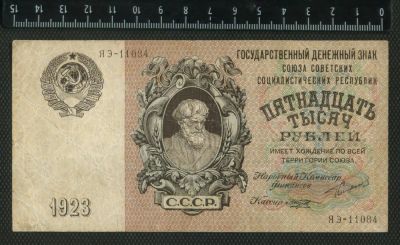 15 14 13 12 11 10 9 8 7 6 5 4 3 2 1 0
ЯЭ-11084
ГОСУДАРСТВЕННЫЙ ДЕНЕЖНЫЙ ЗНАК
СОЮЗА СОВЕТСКИХ
СОЦИАЛИСТИЧЕСКИХ РЕСПУБЛИК
ПЯТНАДЦАТЬ
ТЫСЯЧ
РУБЛЕЙ
ИМЕЕТ ХОЖДЕНИЕ ПО ВСЕЙ
ТЕРРИТОРИИ СОЮЗА
Народный Комиссар
финансов
Кассир
1923
С.С.С.Р.
ЯЭ-11084